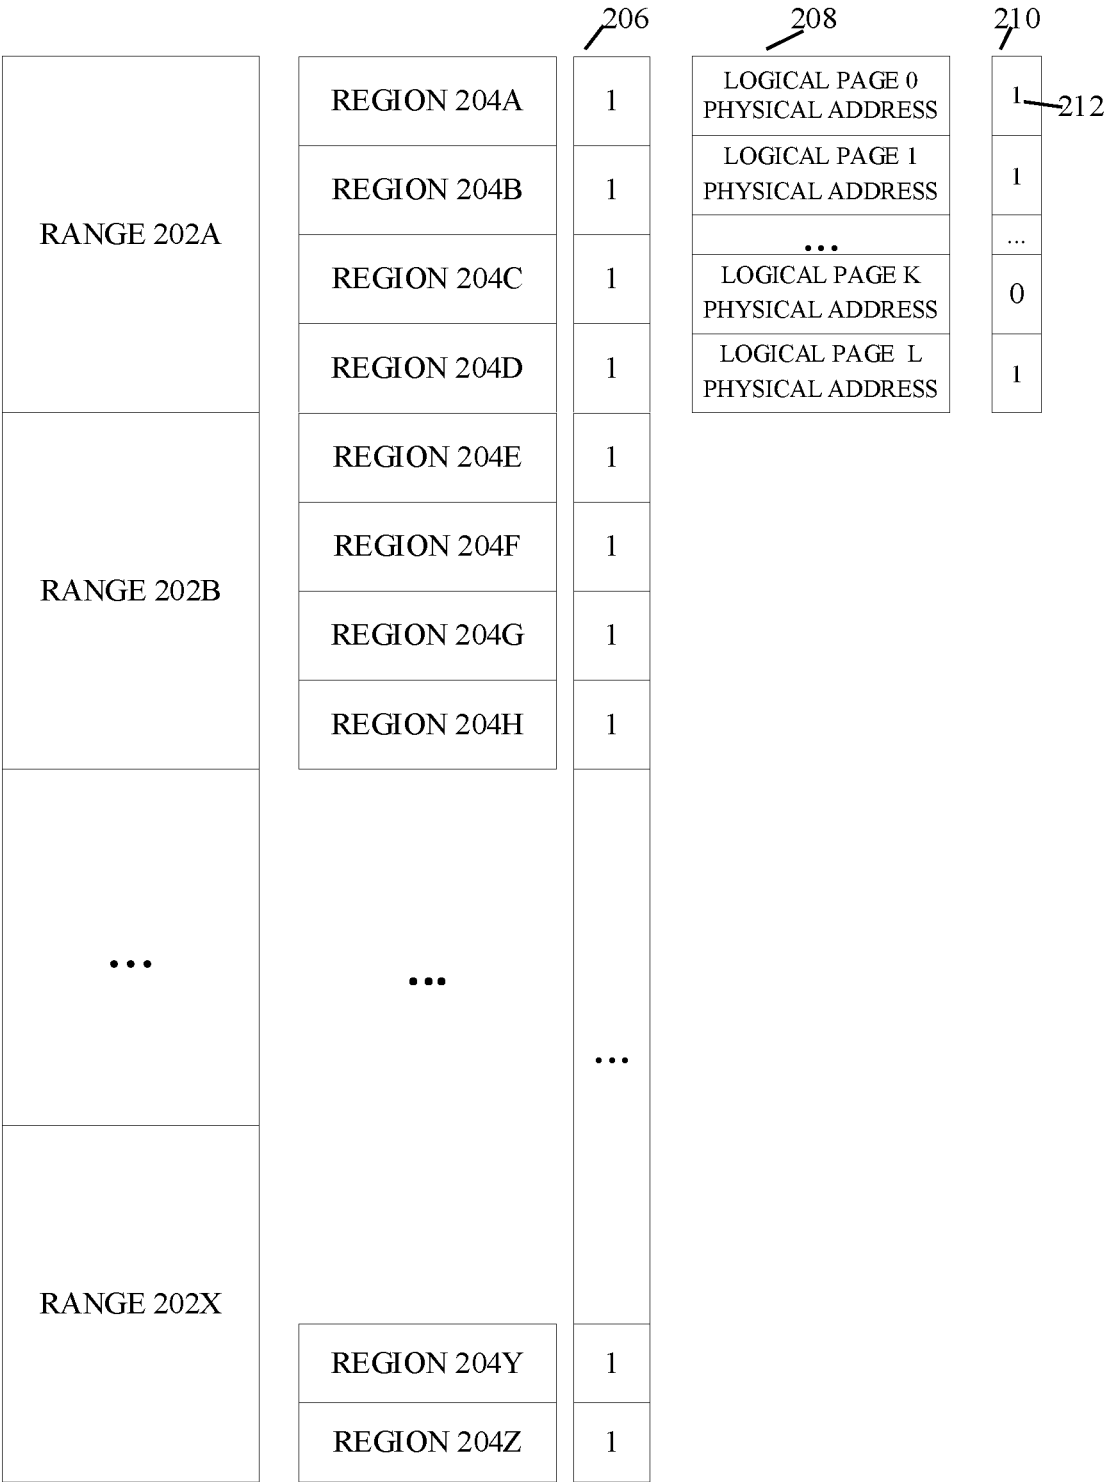 206
208
210
RANGE 202A
REGION 204A
1
LOGICAL PAGE 0
PHYSICAL ADDRESS
1
212
REGION 204B
1
LOGICAL PAGE 1
PHYSICAL ADDRESS
1
...
...
REGION 204C
1
LOGICAL PAGE K
PHYSICAL ADDRESS
0
REGION 204D
1
LOGICAL PAGE L
PHYSICAL ADDRESS
1
RANGE 202B
REGION 204E
1
REGION 204F
1
REGION 204G
1
REGION 204H
1
...
...
...
RANGE 202X
REGION 204Y
1
REGION 204Z
1